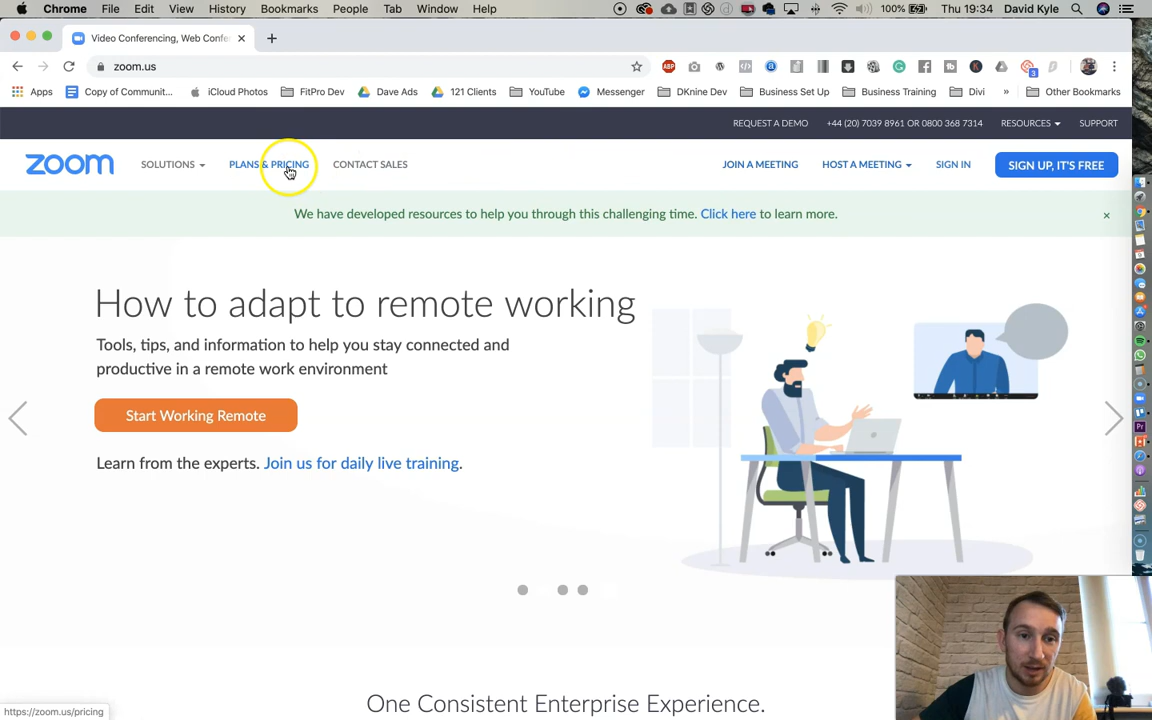 Chrome File Edit View History Bookmarks People Tab Window Help 100% Thu 19:34 David Kyle
Video Conferencing, Web Confe
zoom.us
ABP
3
Apps Copy of Communit... iCloud Photos FitPro Dev Dave Ads 121 Clients YouTube Messenger DKnine Dev Business Set Up Business Training Divi » Other Bookmarks
REQUEST A DEMO +44 (20) 7039 8961 OR 0800 368 7314 RESOURCES SUPPORT
zoom SOLUTIONS PLANS & PRICING CONTACT SALES JOIN A MEETING HOST A MEETING SIGN IN SIGN UP, IT'S FREE
We have developed resources to help you through this challenging time. Click here to learn more. ×
How to adapt to remote working
Tools, tips, and information to help you stay connected and
productive in a remote work environment
Start Working Remote
Learn from the experts. Join us for daily live training.
One Consistent Enterprise Experience.
https://zoom.us/pricing